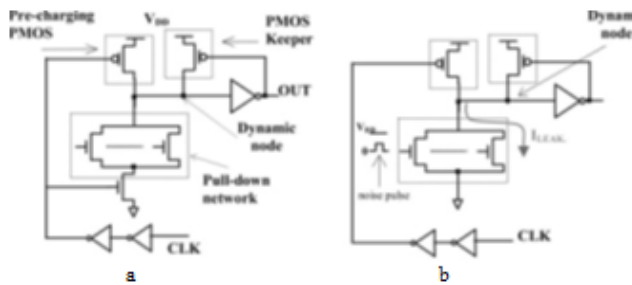 Pre-charging
PMOS
VDD
PMOS
Keeper
OUT
Dynamic
node
Pull-down
network
CLK
a
Dynam
node
ILEAK
noise pulse
CLK
b